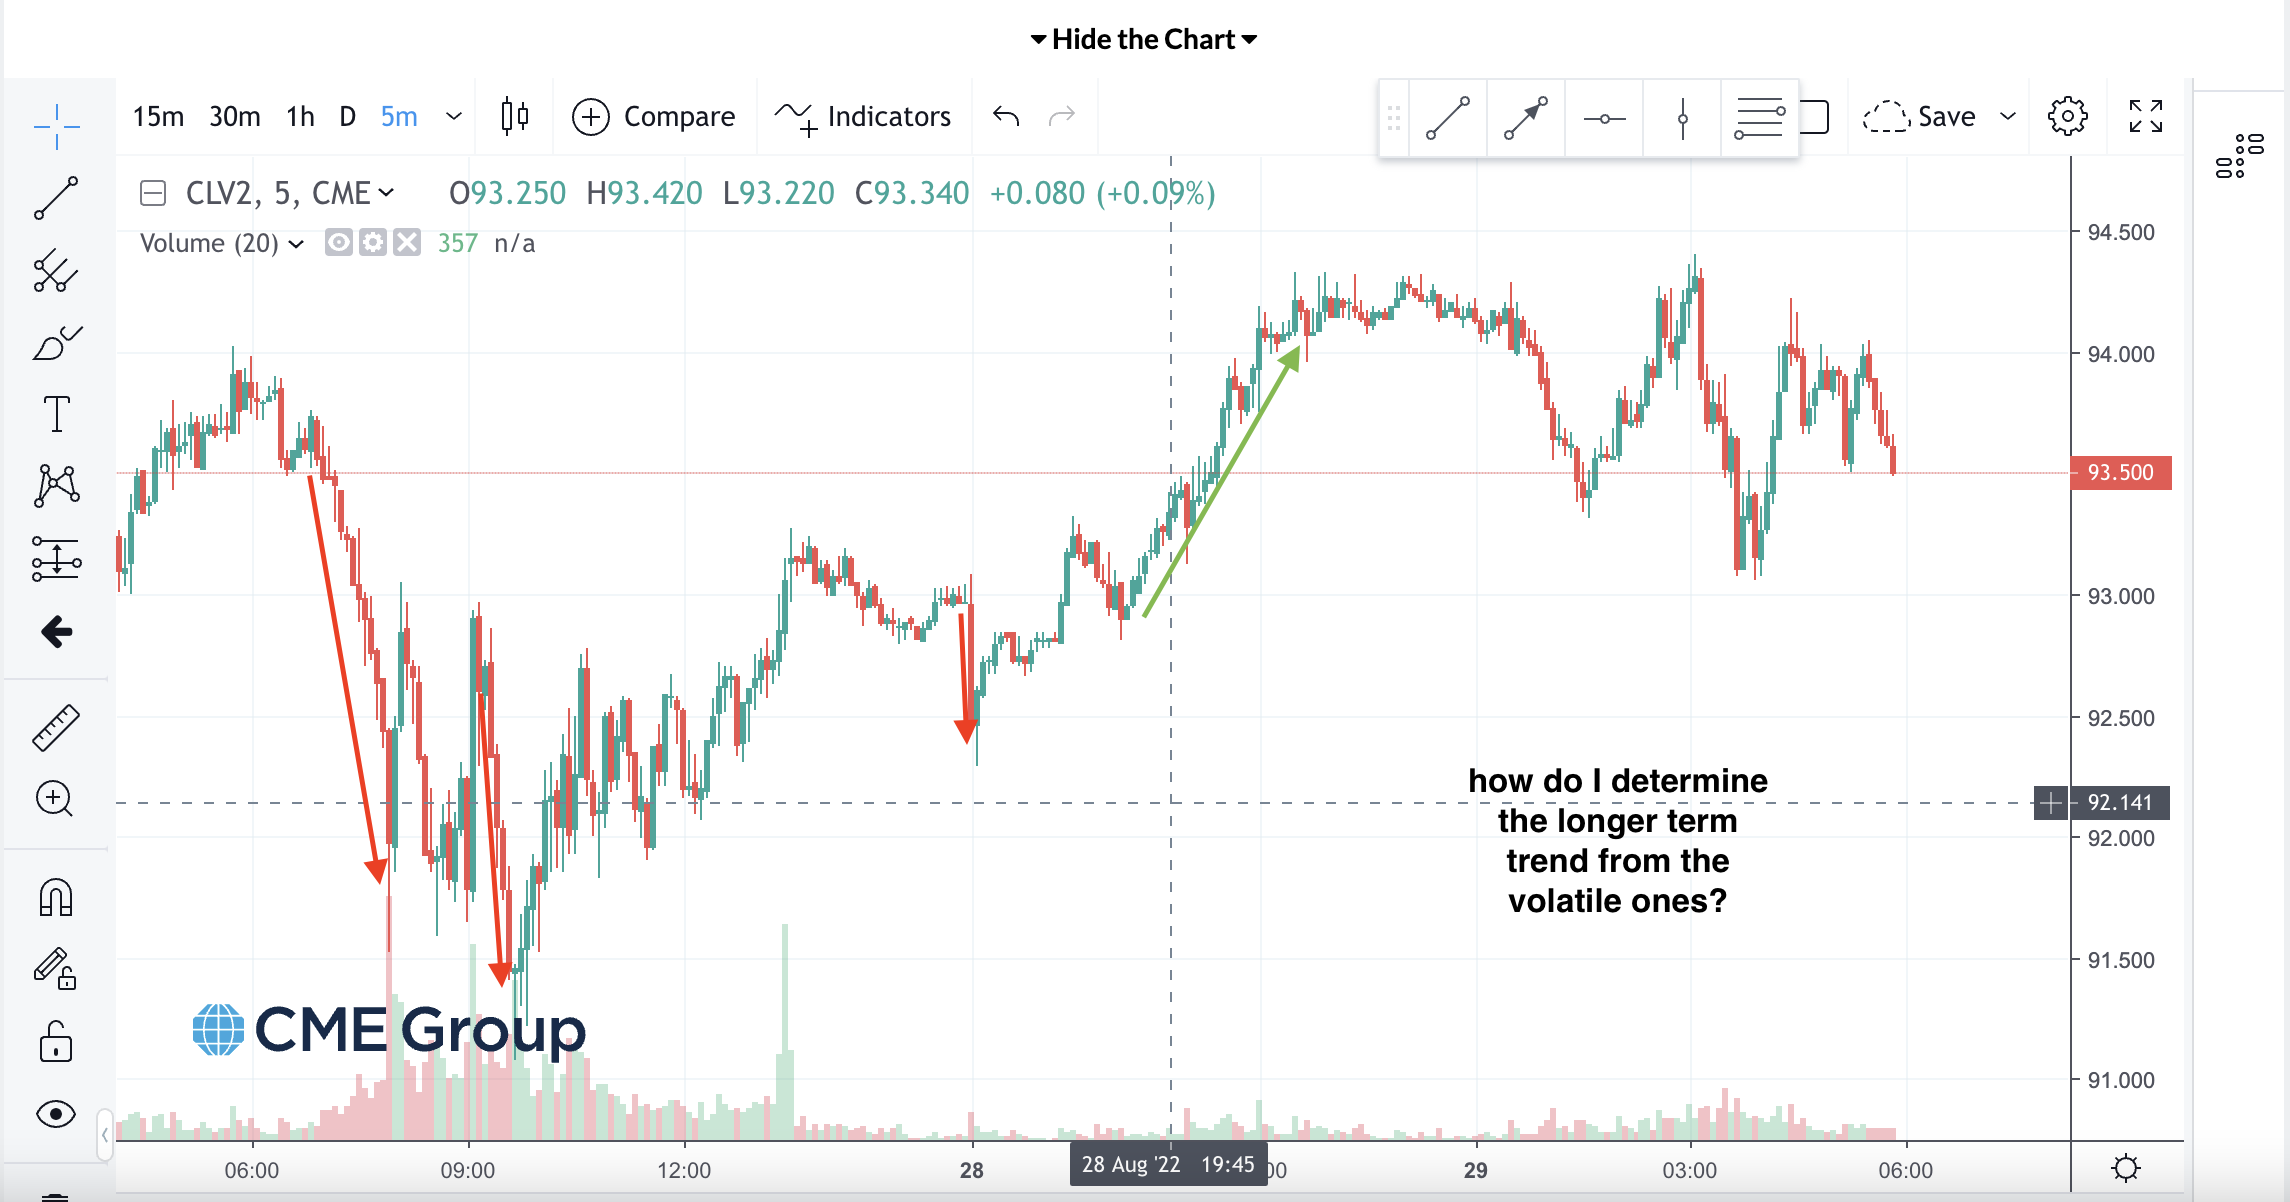 Hide the Chart
15m 30m 1h D 5m Compare Indicators Save
CLV2, 5, CME O93.250 H93.420 L93.220 C93.340 +0.080 (+0.09%)
Volume (20) 357 n/a
94.500
94.000
93.500
93.000
92.500
92.141
92.000
91.500
91.000
how do I determine
the longer term
trend from the
volatile ones?
CME Group
06:00 09:00 12:00 28 28 Aug '22 19:45 29 03:00 06:00